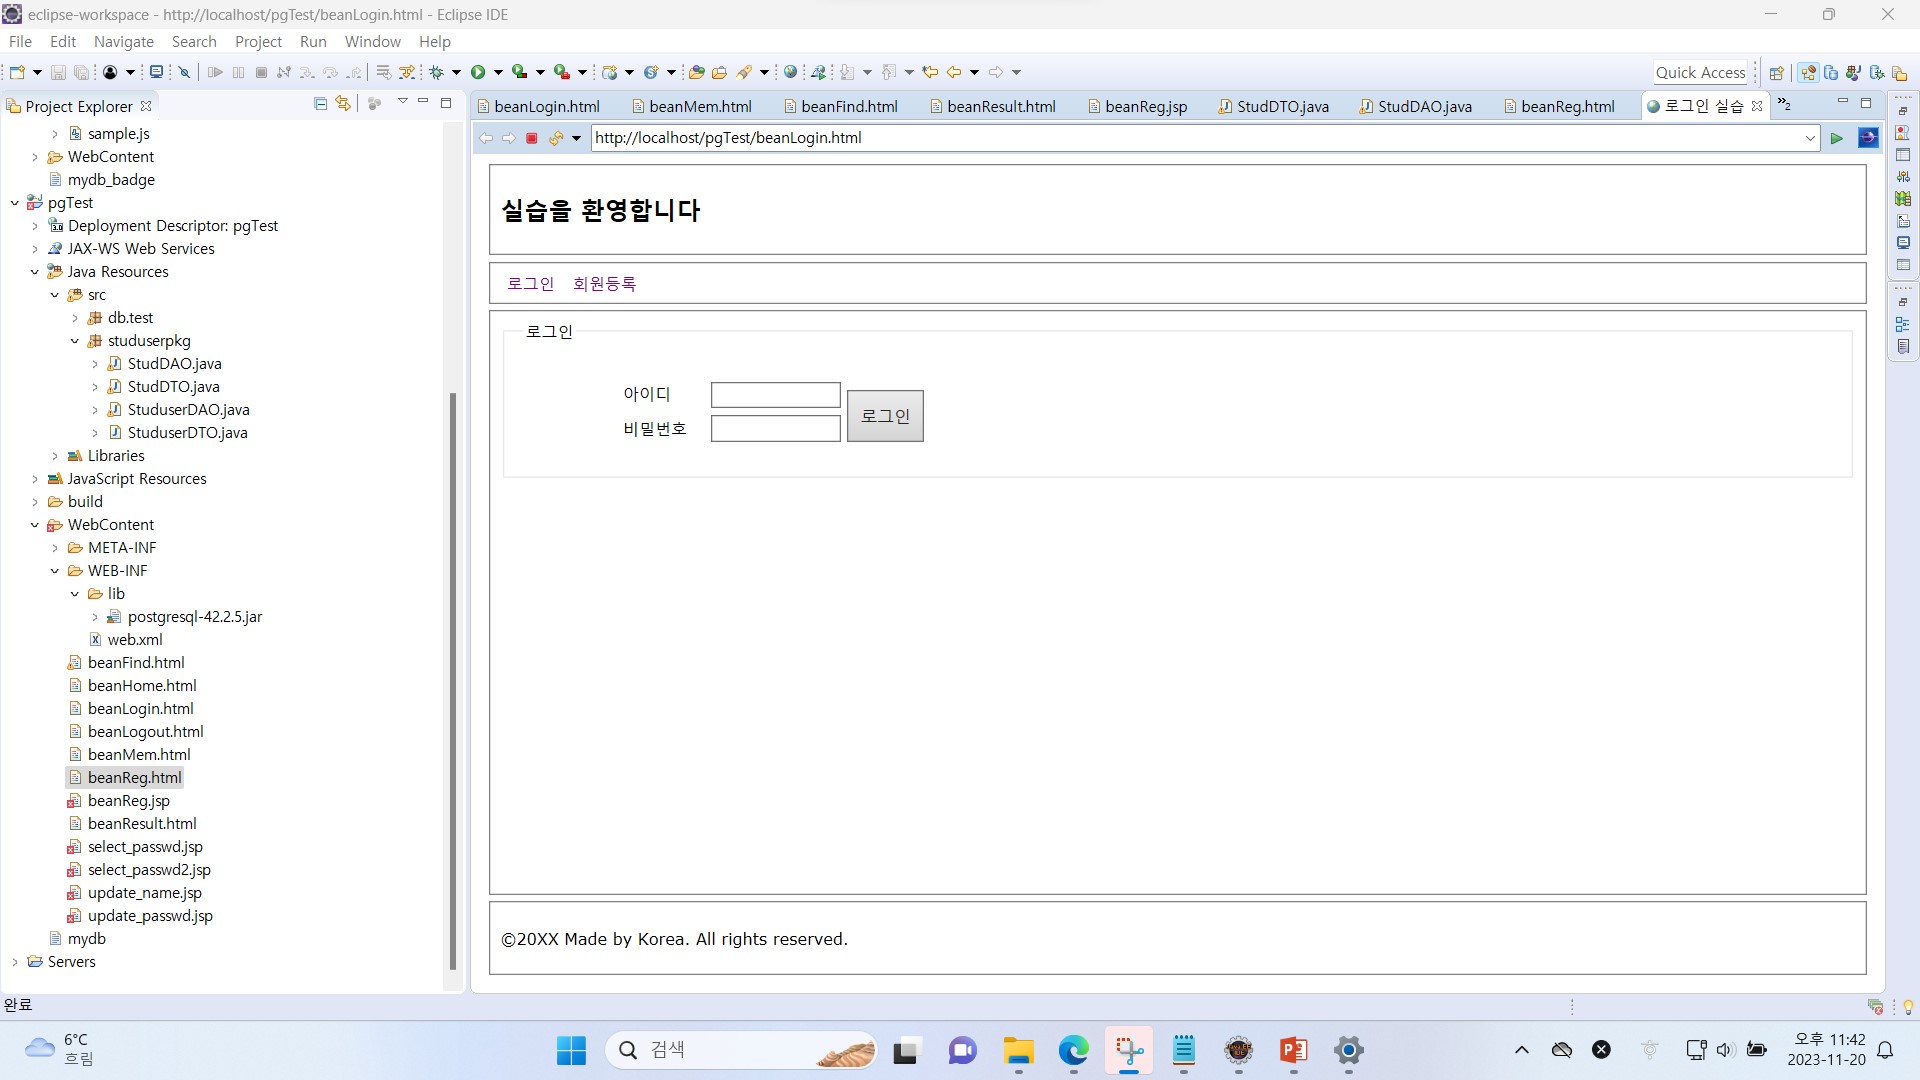 eclipse-workspace - http://localhost/pgTest/beanLogin.html - Eclipse IDE
File Edit Navigate Search Project Run Window Help
Quick Access
Project Explorer
beanLogin.html beanMem.html beanFind.html beanResult.html beanReg.jsp StudDTO.java StudDAO.java beanReg.html 로그인 실습 »2
http://localhost/pgTest/beanLogin.html
sample.js
WebContent
mydb_badge
pgTest
Deployment Descriptor: pgTest
JAX-WS Web Services
Java Resources
src
db.test
studuserpkg
StudDAO.java
StudDTO.java
StuduserDAO.java
StuduserDTO.java
Libraries
JavaScript Resources
build
WebContent
META-INF
WEB-INF
lib
postgresql-42.2.5.jar
web.xml
beanFind.html
beanHome.html
beanLogin.html
beanLogout.html
beanMem.html
beanReg.html
beanReg.jsp
beanResult.html
select_passwd.jsp
select_passwd2.jsp
update_name.jsp
update_passwd.jsp
mydb
Servers
실습을 환영합니다
로그인 회원등록
로그인
아이디
비밀번호
로그인
©20XX Made by Korea. All rights reserved.
완료
6°C
흐림
검색
오후 11:42
2023-11-20